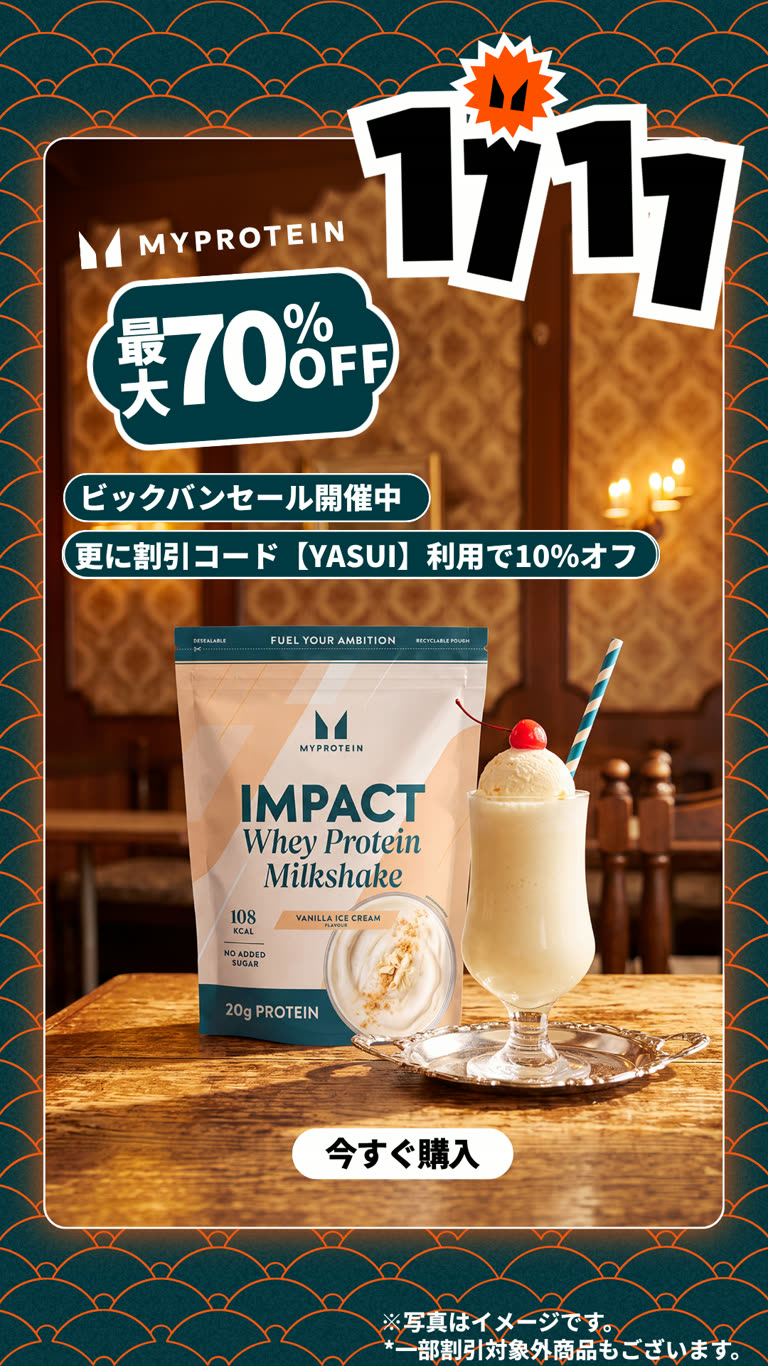 1111
MYPROTEIN
最大70%OFF
ビックバンセール開催中
更に割引コード【YASUI】利用で10%オフ
DESEALABLE
FUEL YOUR AMBITION
RECYCLABLE POUGH
MYPROTEIN
IMPACT
Whey Protein
Milkshake
VANILLA ICE CREAM
FLAVOUR
108
KCAL
NO ADDED
SUGAR
20g PROTEIN
今すぐ購入
※写真はイメージです。
*一部割引対象外商品もございます。